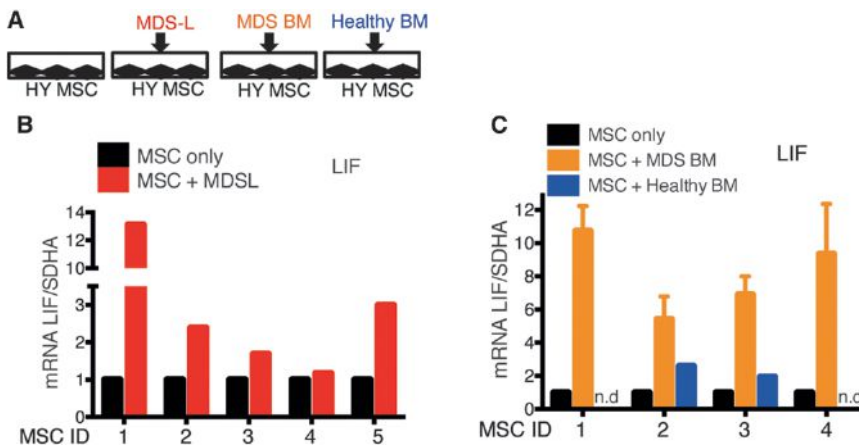 A
MDS-L MDS BM Healthy BM
HY MSC HY MSC HY MSC HY MSC
B
MSC only
MSC + MDSL
LIF
mRNA LIF/SDHA
14
12
10
3
2
1
0
MSC ID 1 2 3 4 5
C
MSC only
MSC + MDS BM
MSC + Healthy BM
LIF
mRNA LIF/SDHA
12
10
8
6
4
2
0
n.d n.d
MSC ID 1 2 3 4